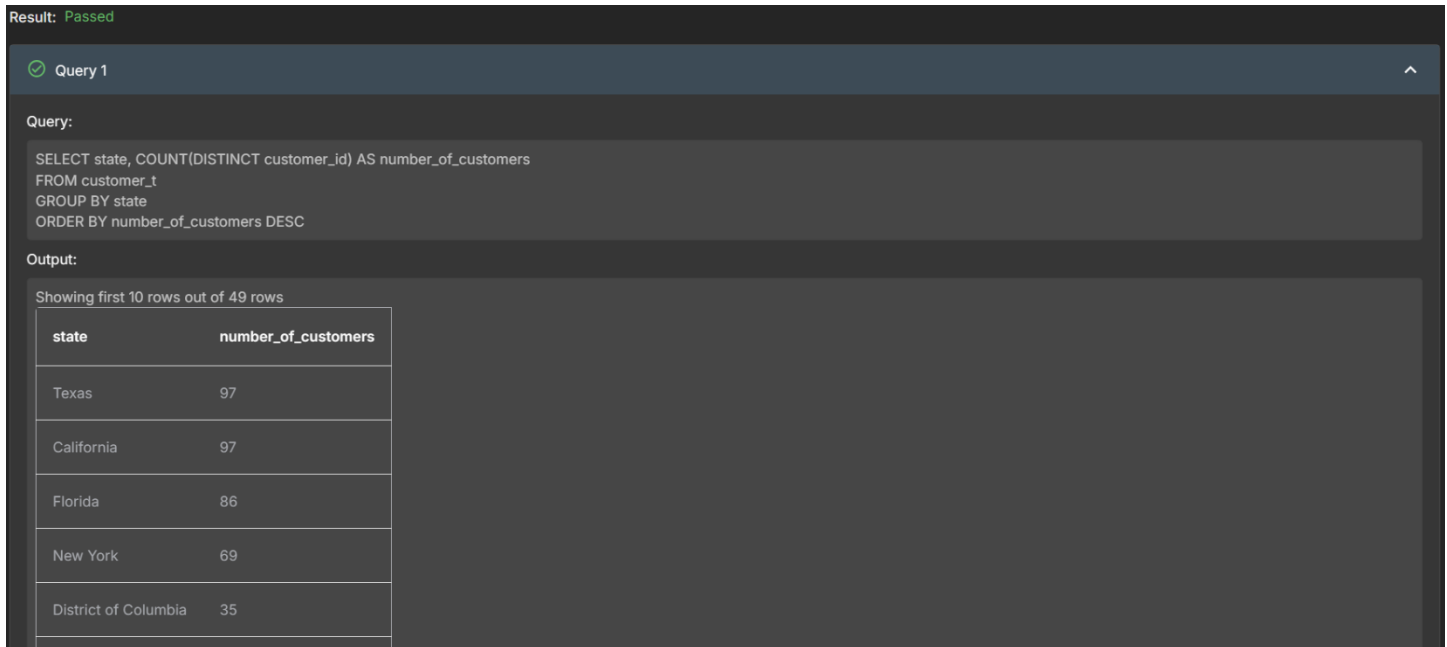 Result: Passed
Query 1
Query:
SELECT state, COUNT(DISTINCT customer_id) AS number_of_customers
FROM customer_t
GROUP BY state
ORDER BY number_of_customers DESC
Output:
Showing first 10 rows out of 49 rows
state number_of_customers
Texas 97
California 97
Florida 86
New York 69
District of Columbia 35